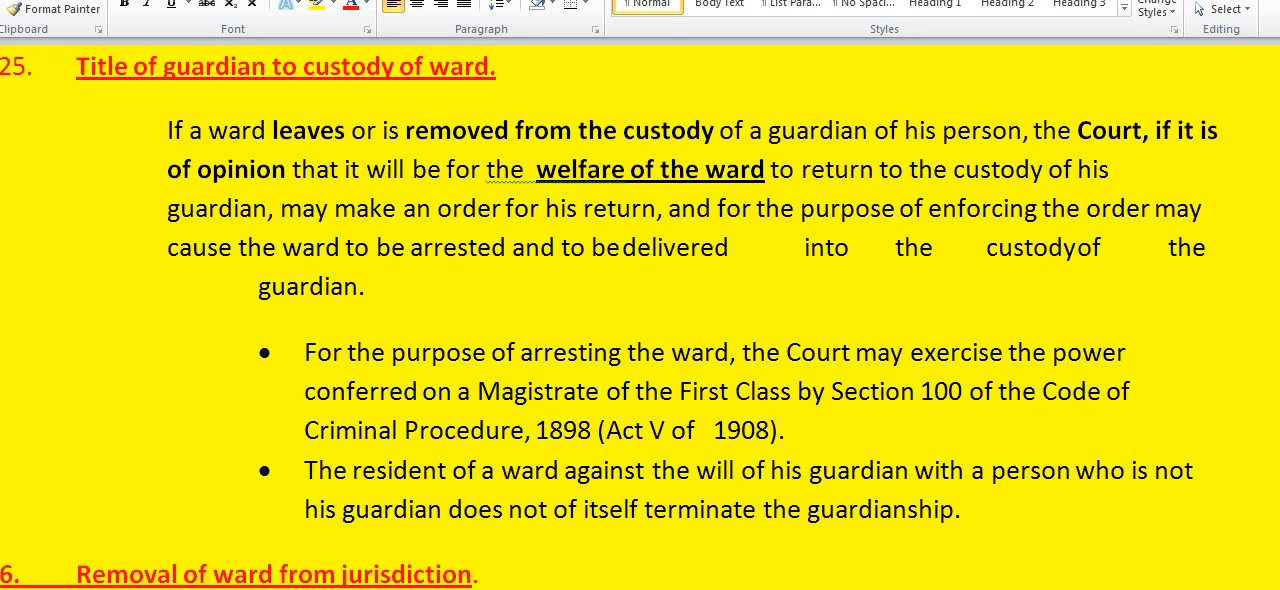 Format Painter B I U abc X₂ X A A Normal Body Text List Para... No Spaci... Heading 1 Heading 2 Heading 3 Change
Styles Select
Clipboard Font Paragraph Styles Editing
25. Title of guardian to custody of ward.
If a ward leaves or is removed from the custody of a guardian of his person, the Court, if it is
of opinion that it will be for the welfare of the ward to return to the custody of his
guardian, may make an order for his return, and for the purpose of enforcing the order may
cause the ward to be arrested and to be delivered into the custody of the
guardian.
• For the purpose of arresting the ward, the Court may exercise the power
conferred on a Magistrate of the First Class by Section 100 of the Code of
Criminal Procedure, 1898 (Act V of 1908).
• The resident of a ward against the will of his guardian with a person who is not
his guardian does not of itself terminate the guardianship.
6. Removal of ward from jurisdiction.